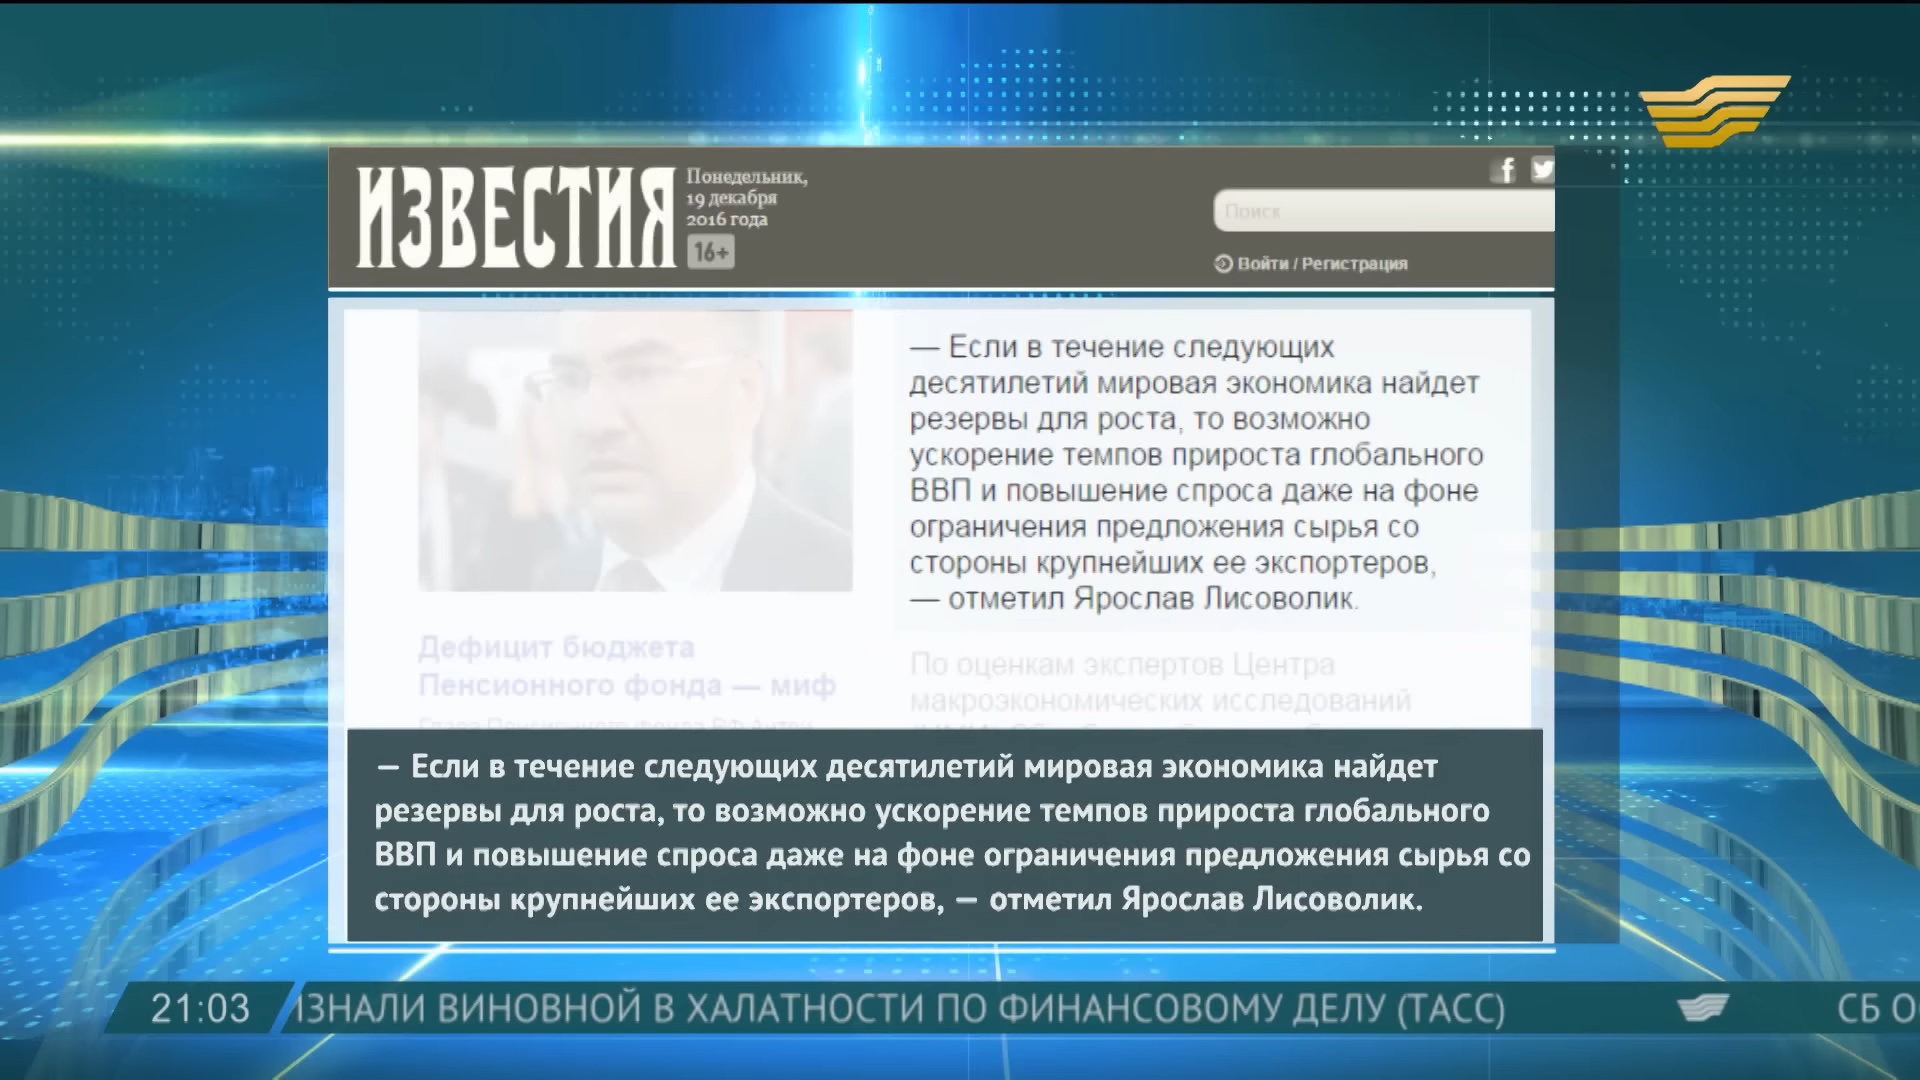 ИЗВЕСТИЯ
Понедельник,
19 декабря
2016 года
16+
Поиск
Войти / Регистрация
— Если в течение следующих
десятилетий мировая экономика найдет
резервы для роста, то возможно
ускорение темпов прироста глобального
ВВП и повышение спроса даже на фоне
ограничения предложения сырья со
стороны крупнейших ее экспортеров,
— отметил Ярослав Лисоволик.
Дефицит бюджета
Пенсионного фонда — миф
По оценкам экспертов Центра
макроэкономических исследований
— Если в течение следующих десятилетий мировая экономика найдет
резервы для роста, то возможно ускорение темпов прироста глобального
ВВП и повышение спроса даже на фоне ограничения предложения сырья со
стороны крупнейших ее экспортеров, — отметил Ярослав Лисоволик.
21:03
ИЗНАЛИ ВИНОВНОЙ В ХАЛАТНОСТИ ПО ФИНАНСОВОМУ ДЕЛУ (ТАСС)
СБ О